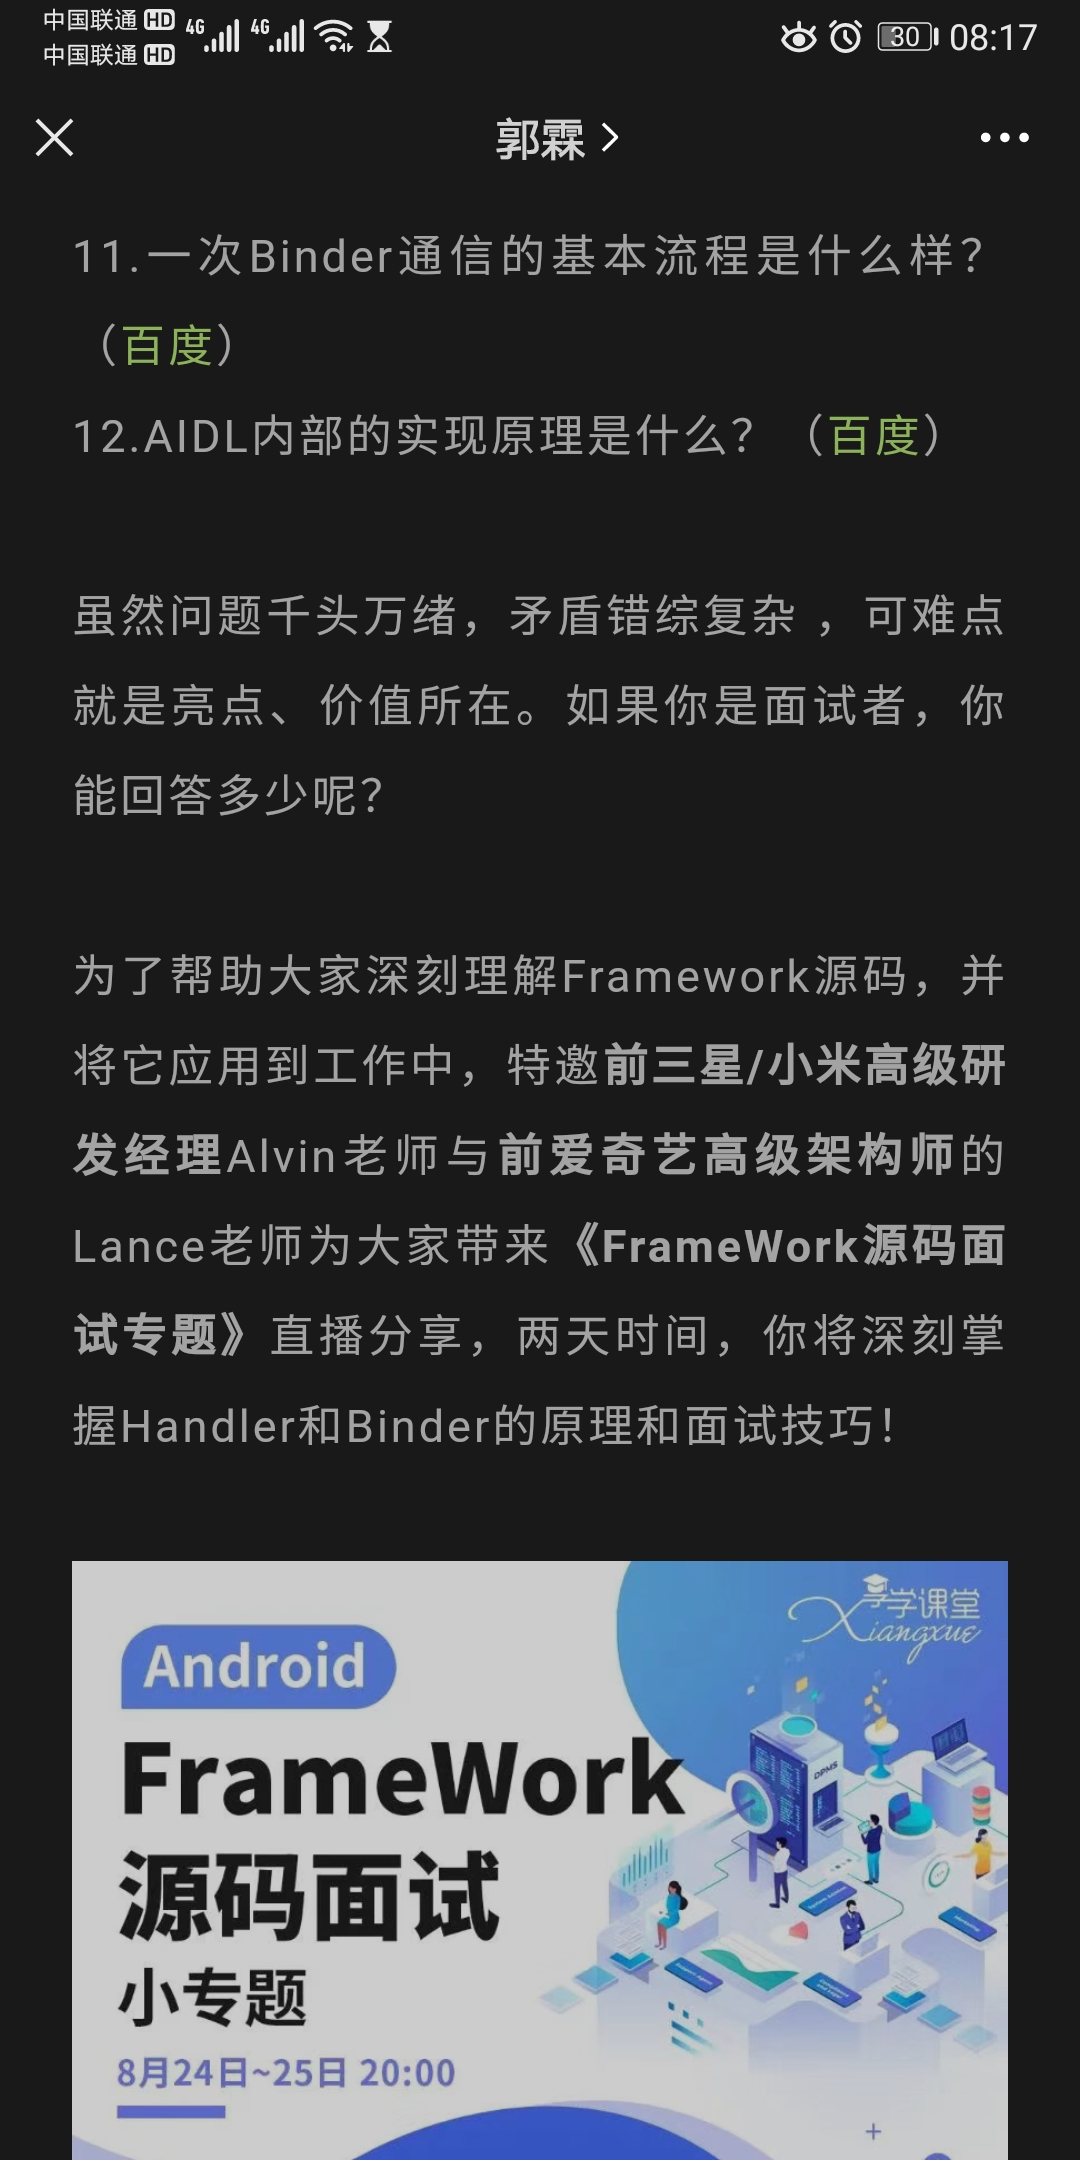 中国联通 HD 4G 4G 30 08:17
中国联通 HD
郭霖
11.一次Binder通信的基本流程是什么样？
（百度）
12.AIDL内部的实现原理是什么？（百度）
虽然问题千头万绪，矛盾错综复杂 ，可难点
就是亮点、价值所在。如果你是面试者，你
能回答多少呢？
为了帮助大家深刻理解Framework源码，并
将它应用到工作中，特邀前三星/小米高级研
发经理Alvin老师与前爱奇艺高级架构师的
Lance老师为大家带来《FrameWork源码面
试专题》直播分享，两天时间，你将深刻掌
握Handler和Binder的原理和面试技巧！
享学课堂
Xiangxue
Android
FrameWork
源码面试
小专题
8月24日~25日 20:00
DPMS